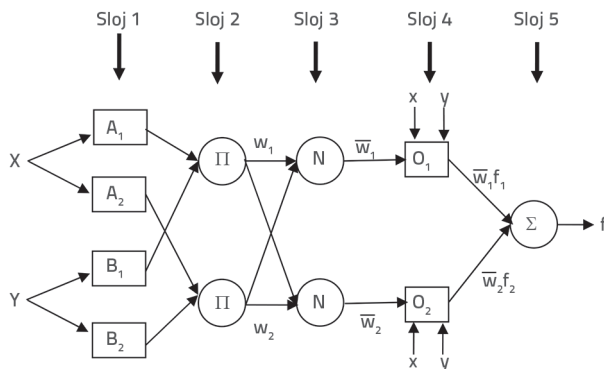 Sloj 1 Sloj 2 Sloj 3 Sloj 4 Sloj 5
x y
A₁
w₁ w̅₁
Π N O₁
X
w̅₁f₁
A₂
Σ f
B₁
w̅₂f₂
Y
Π N O₂
w₂ w̅₂
B₂
x y